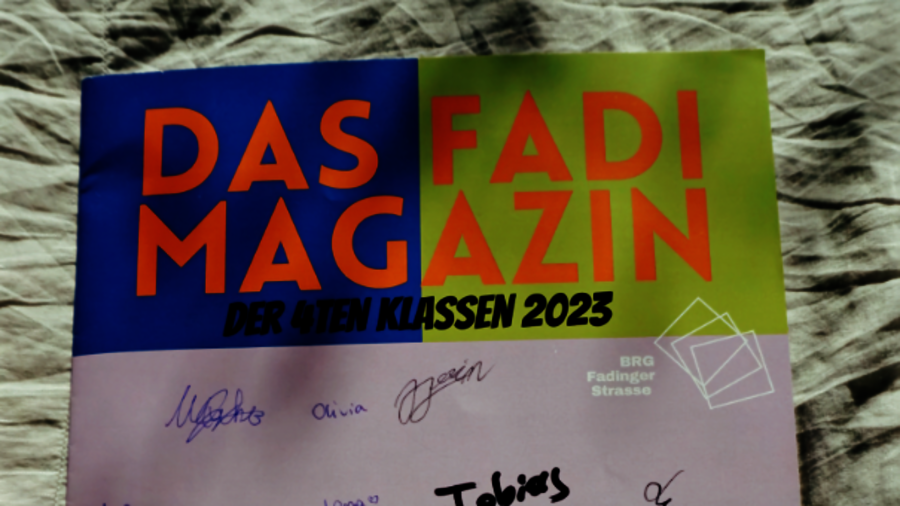 DAS FADI
MAGAZIN
DER 4TEN KLASSEN 2023
BRG
Fadinger
Strasse
Olivia
Tobias